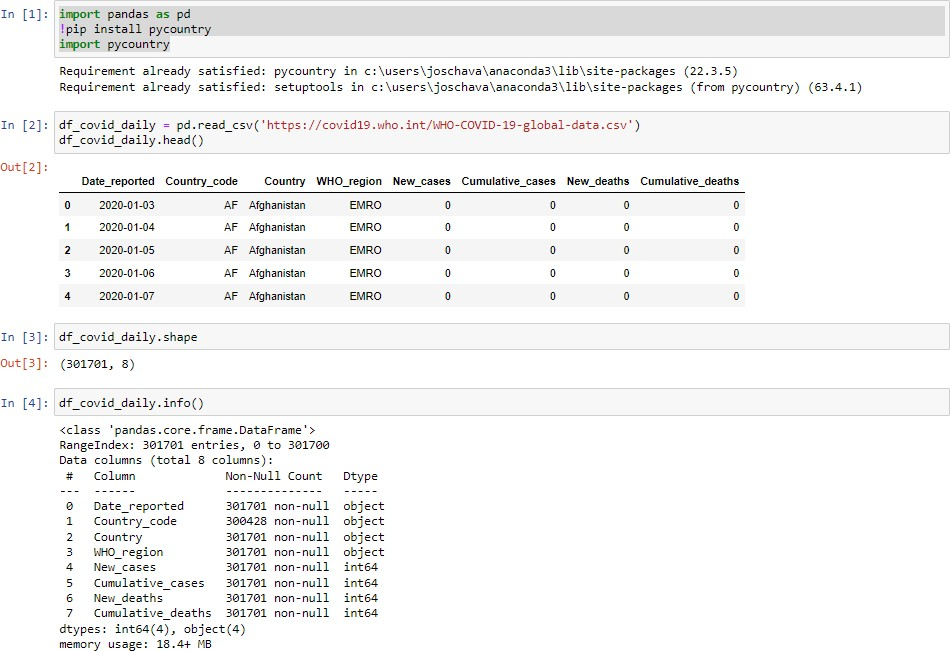 In [1]: import pandas as pd
!pip install pycountry
import pycountry
Requirement already satisfied: pycountry in c:\users\joschava\anaconda3\lib\site-packages (22.3.5)
Requirement already satisfied: setuptools in c:\users\joschava\anaconda3\lib\site-packages (from pycountry) (63.4.1)
In [2]: df_covid_daily = pd.read_csv('https://covid19.who.int/WHO-COVID-19-global-data.csv')
df_covid_daily.head()
Out[2]:
Date_reported Country_code Country WHO_region New_cases Cumulative_cases New_deaths Cumulative_deaths
0 2020-01-03 AF Afghanistan EMRO 0 0 0 0
1 2020-01-04 AF Afghanistan EMRO 0 0 0 0
2 2020-01-05 AF Afghanistan EMRO 0 0 0 0
3 2020-01-06 AF Afghanistan EMRO 0 0 0 0
4 2020-01-07 AF Afghanistan EMRO 0 0 0 0
In [3]: df_covid_daily.shape
Out[3]: (301701, 8)
In [4]: df_covid_daily.info()
<class 'pandas.core.frame.DataFrame'>
RangeIndex: 301701 entries, 0 to 301700
Data columns (total 8 columns):
# Column Non-Null Count Dtype
--- ------ -------------- -----
0 Date_reported 301701 non-null object
1 Country_code 300428 non-null object
2 Country 301701 non-null object
3 WHO_region 301701 non-null object
4 New_cases 301701 non-null int64
5 Cumulative_cases 301701 non-null int64
6 New_deaths 301701 non-null int64
7 Cumulative_deaths 301701 non-null int64
dtypes: int64(4), object(4)
memory usage: 18.4+ MB